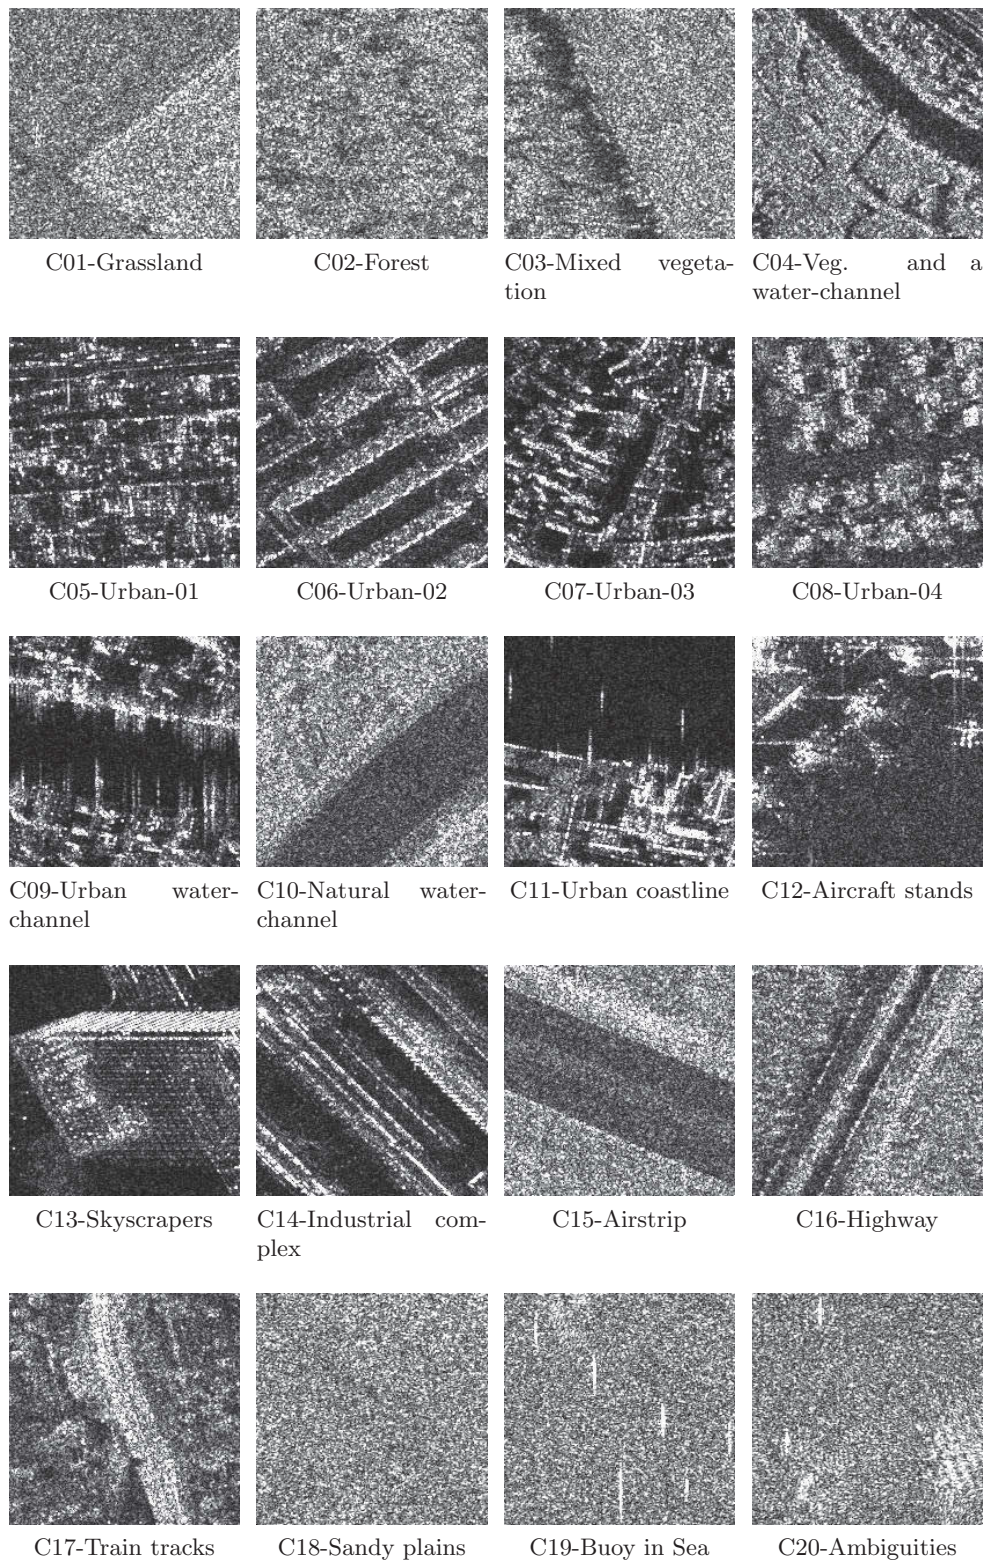 C01-Grassland
C02-Forest
C03-Mixed vegeta-
tion
C04-Veg. and a
water-channel
C05-Urban-01
C06-Urban-02
C07-Urban-03
C08-Urban-04
C09-Urban water-
channel
C10-Natural water-
channel
C11-Urban coastline
C12-Aircraft stands
C13-Skyscrapers
C14-Industrial com-
plex
C15-Airstrip
C16-Highway
C17-Train tracks
C18-Sandy plains
C19-Buoy in Sea
C20-Ambiguities